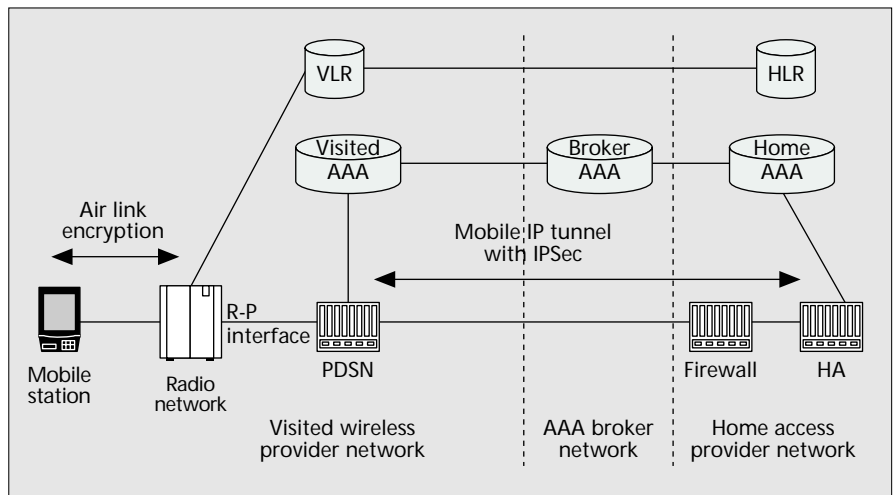 VLR
HLR
Visited
AAA
Broker
AAA
Home
AAA
Air link
encryption
Mobile IP tunnel
with IPSec
R-P
interface
Mobile
station
Radio
network
PDSN
Firewall
HA
Visited wireless
provider network
AAA broker
network
Home access
provider network